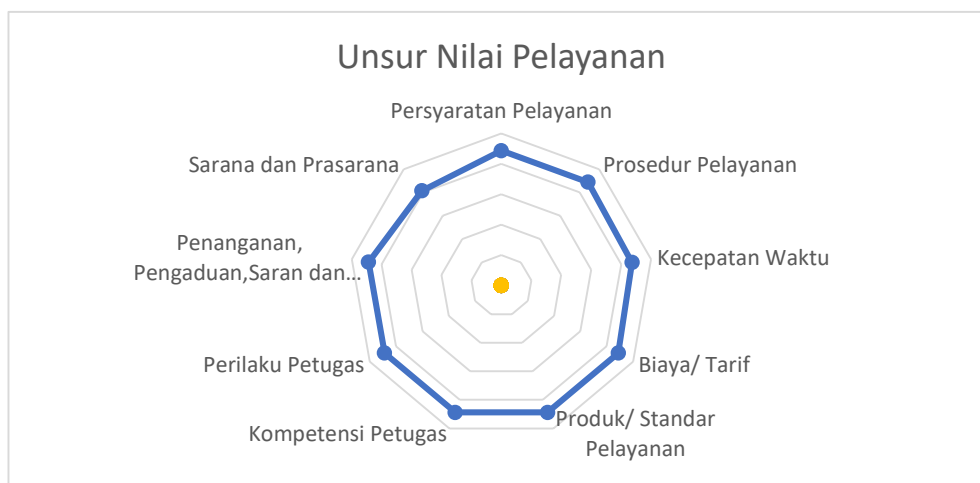 Unsur Nilai Pelayanan
Persyaratan Pelayanan
Prosedur Pelayanan
Kecepatan Waktu
Biaya/ Tarif
Produk/ Standar
Pelayanan
Kompetensi Petugas
Perilaku Petugas
Penanganan,
Pengaduan,Saran dan…
Sarana dan Prasarana